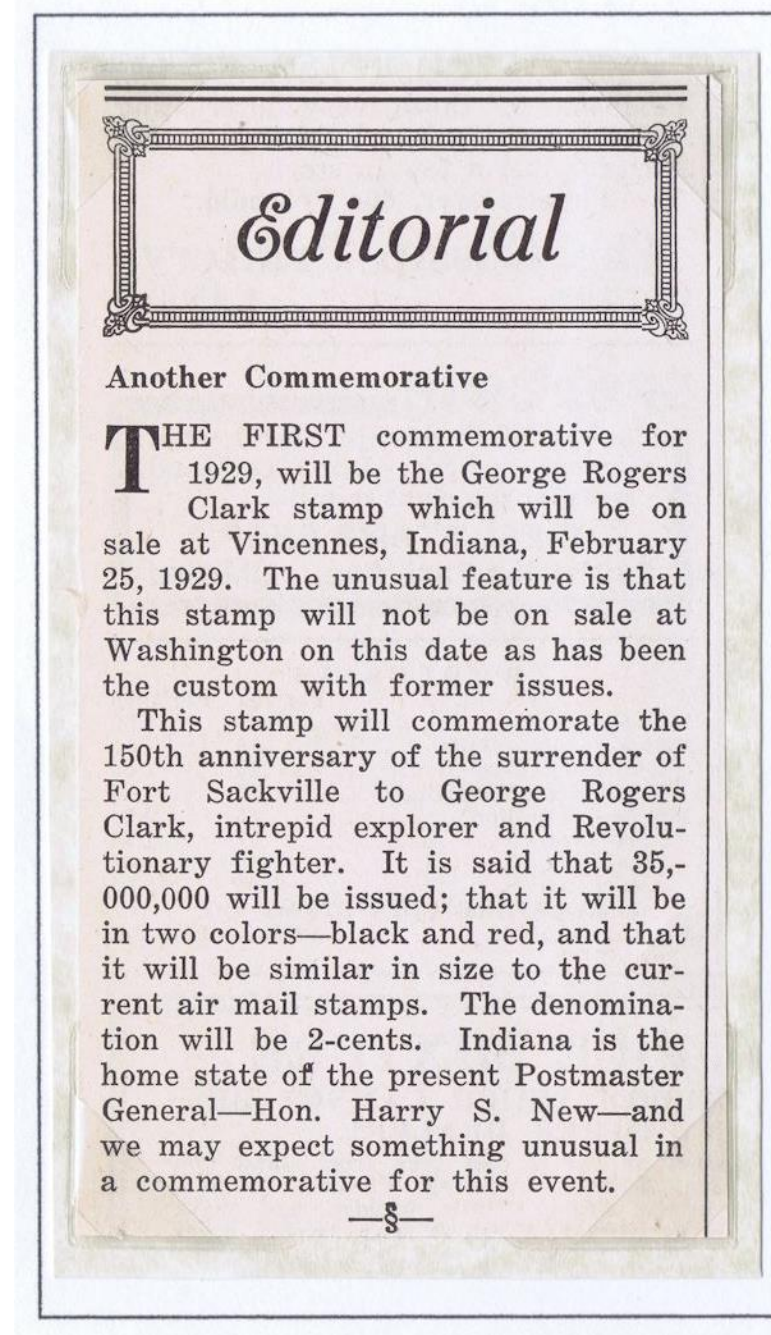 Editorial
Another Commemorative
THE FIRST commemorative for
1929, will be the George Rogers
Clark stamp which will be on
sale at Vincennes, Indiana, February
25, 1929. The unusual feature is that
this stamp will not be on sale at
Washington on this date as has been
the custom with former issues.
This stamp will commemorate the
150th anniversary of the surrender of
Fort Sackville to George Rogers
Clark, intrepid explorer and Revolu-
tionary fighter. It is said that 35,-
000,000 will be issued; that it will be
in two colors—black and red, and that
it will be similar in size to the cur-
rent air mail stamps. The denomina-
tion will be 2-cents. Indiana is the
home state of the present Postmaster
General—Hon. Harry S. New—and
we may expect something unusual in
a commemorative for this event.
—§—